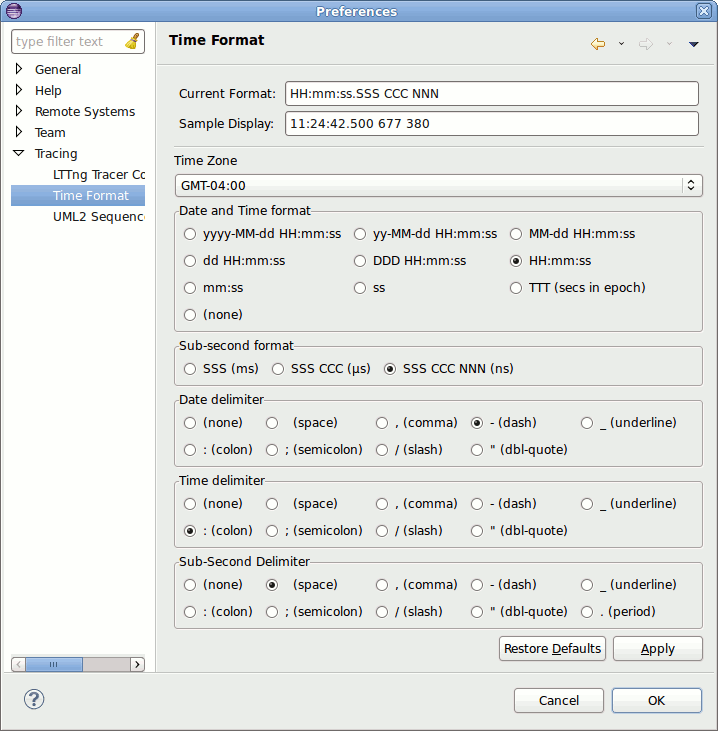 Preferences
type filter text
General
Help
Remote Systems
Team
Tracing
LTTng Tracer Co
Time Format
UML2 Sequenc
Time Format
Current Format: HH:mm:ss.SSS CCC NNN
Sample Display: 11:24:42.500 677 380
Time Zone
GMT-04:00
Date and Time format
yyyy-MM-dd HH:mm:ss yy-MM-dd HH:mm:ss MM-dd HH:mm:ss
dd HH:mm:ss DDD HH:mm:ss HH:mm:ss
mm:ss ss TTT (secs in epoch)
(none)
Sub-second format
SSS (ms) SSS CCC (µs) SSS CCC NNN (ns)
Date delimiter
(none) (space) , (comma) - (dash) _ (underline)
: (colon) ; (semicolon) / (slash) " (dbl-quote)
Time delimiter
(none) (space) , (comma) - (dash) _ (underline)
: (colon) ; (semicolon) / (slash) " (dbl-quote)
Sub-Second Delimiter
(none) (space) , (comma) - (dash) _ (underline)
: (colon) ; (semicolon) / (slash) " (dbl-quote) . (period)
Restore Defaults Apply
? Cancel OK